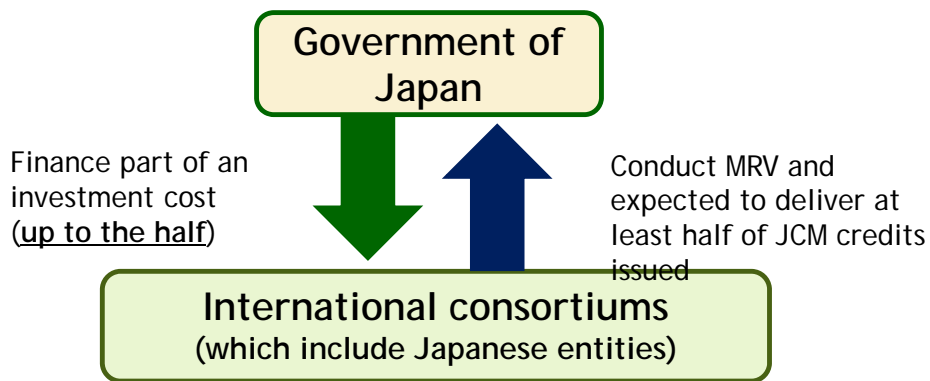 Government of
Japan
Finance part of an
investment cost
(up to the half)
Conduct MRV and
expected to deliver at
least half of JCM credits
issued
International consortiums
(which include Japanese entities)